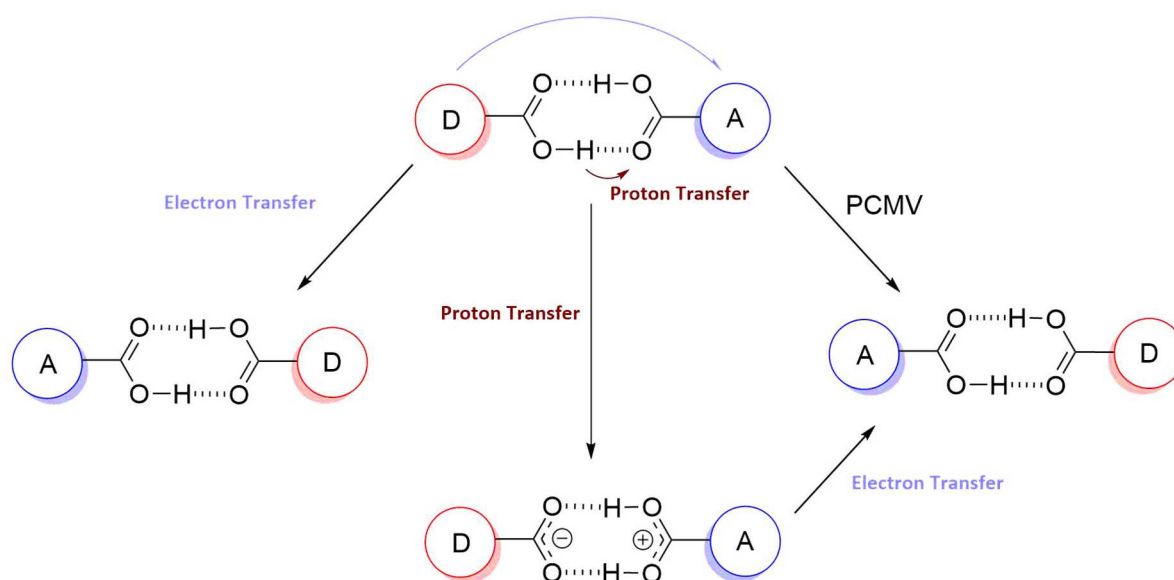 O H-O
D A
O-H O
Proton Transfer
Electron Transfer
PCMV
Proton Transfer
O H-O
A D
O-H O
O H-O
A D
O-H O
Electron Transfer
O H-O
D − + A
O H-O